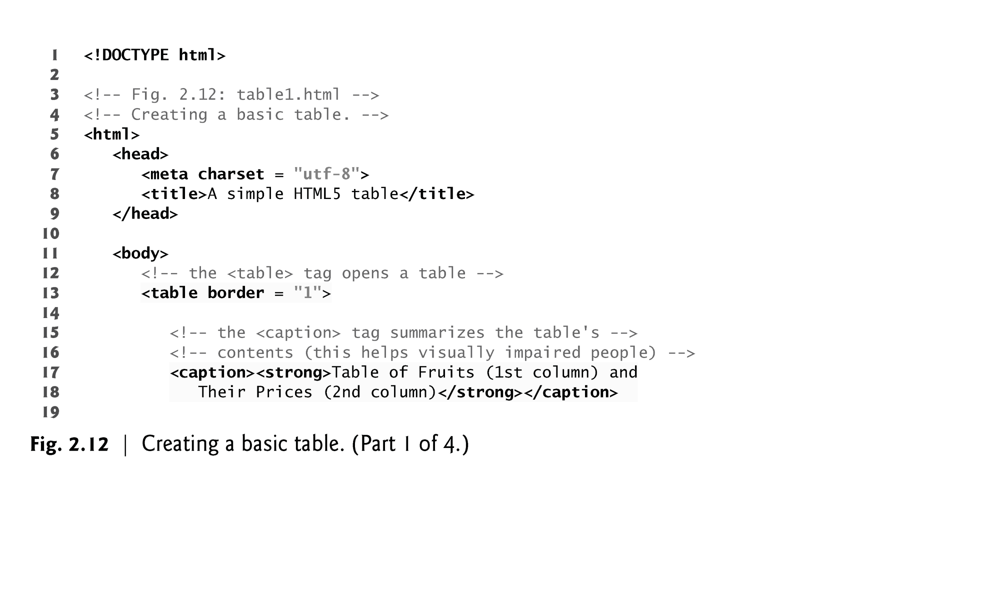 1 <!DOCTYPE html>
2
3 <!-- Fig. 2.12: table1.html -->
4 <!-- Creating a basic table. -->
5 <html>
6 <head>
7 <meta charset = "utf-8">
8 <title>A simple HTML5 table</title>
9 </head>
10
11 <body>
12 <!-- the <table> tag opens a table -->
13 <table border = "1">
14
15 <!-- the <caption> tag summarizes the table's -->
16 <!-- contents (this helps visually impaired people) -->
17 <caption><strong>Table of Fruits (1st column) and
18 Their Prices (2nd column)</strong></caption>
19
Fig. 2.12 | Creating a basic table. (Part 1 of 4.)